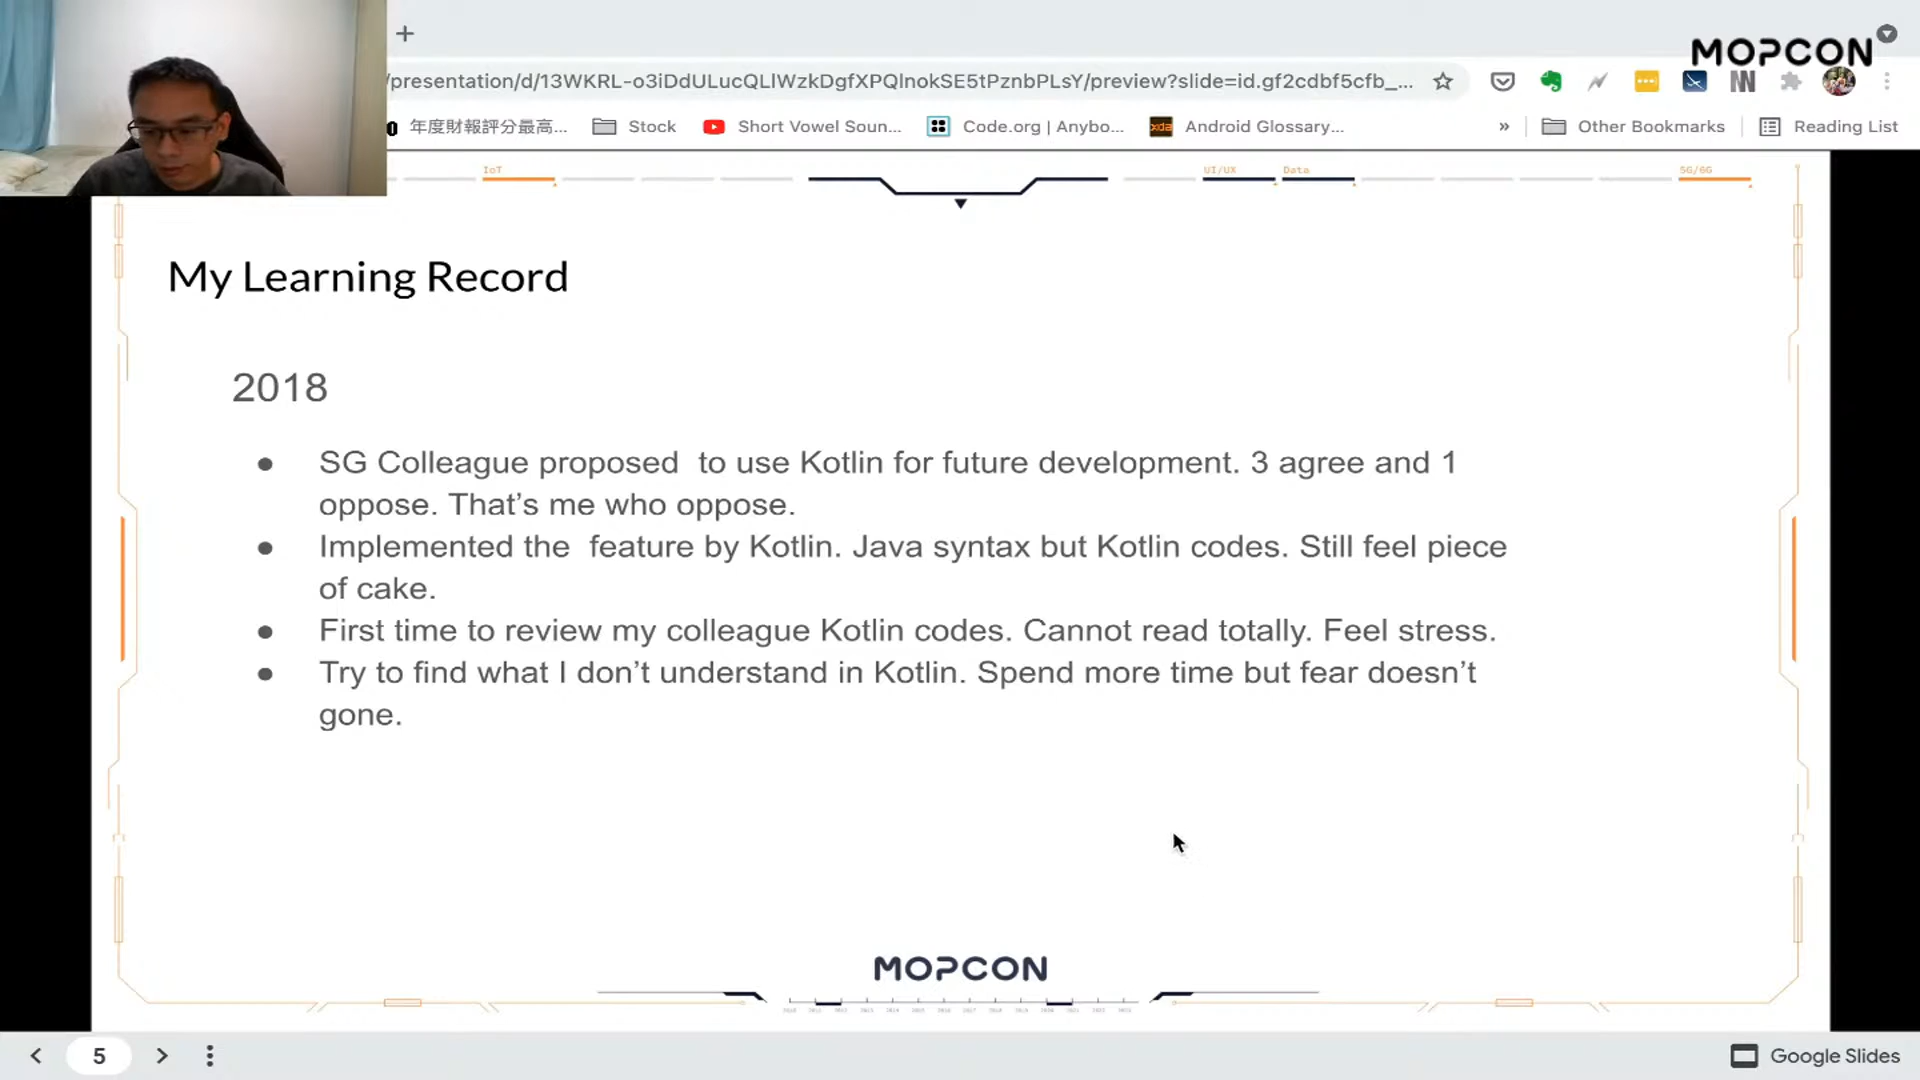 MOPCON
/presentation/d/13WKRL-o3iDdULucQLlWzkDgfXPQlnokSE5tPznbPLsY/preview?slide=id.gf2cdbf5cfb_...
年度財報評分最高...
Stock
Short Vowel Soun...
Code.org | Anybo...
xda
Android Glossary...
»
Other Bookmarks
Reading List
IoT
UI/UX
Data
5G/6G
My Learning Record
2018
● SG Colleague proposed  to use Kotlin for future development. 3 agree and 1
oppose. That's me who oppose.
● Implemented the  feature by Kotlin. Java syntax but Kotlin codes. Still feel piece
of cake.
● First time to review my colleague Kotlin codes. Cannot read totally. Feel stress.
● Try to find what I don't understand in Kotlin. Spend more time but fear doesn't
gone.
MOPCON
5
Google Slides